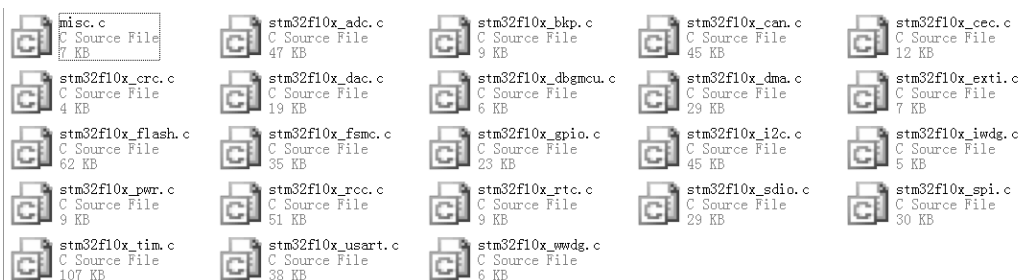 misc.c
C Source File
7 KB
stm32f10x_adc.c
C Source File
47 KB
stm32f10x_bkp.c
C Source File
9 KB
stm32f10x_can.c
C Source File
45 KB
stm32f10x_cec.c
C Source File
12 KB
stm32f10x_crc.c
C Source File
4 KB
stm32f10x_dac.c
C Source File
19 KB
stm32f10x_dbgmcu.c
C Source File
6 KB
stm32f10x_dma.c
C Source File
29 KB
stm32f10x_exti.c
C Source File
7 KB
stm32f10x_flash.c
C Source File
62 KB
stm32f10x_fsmc.c
C Source File
35 KB
stm32f10x_gpio.c
C Source File
23 KB
stm32f10x_i2c.c
C Source File
45 KB
stm32f10x_iwdg.c
C Source File
5 KB
stm32f10x_pwr.c
C Source File
9 KB
stm32f10x_rcc.c
C Source File
51 KB
stm32f10x_rtc.c
C Source File
9 KB
stm32f10x_sdio.c
C Source File
29 KB
stm32f10x_spi.c
C Source File
30 KB
stm32f10x_tim.c
C Source File
107 KB
stm32f10x_usart.c
C Source File
38 KB
stm32f10x_wwdg.c
C Source File
6 KB